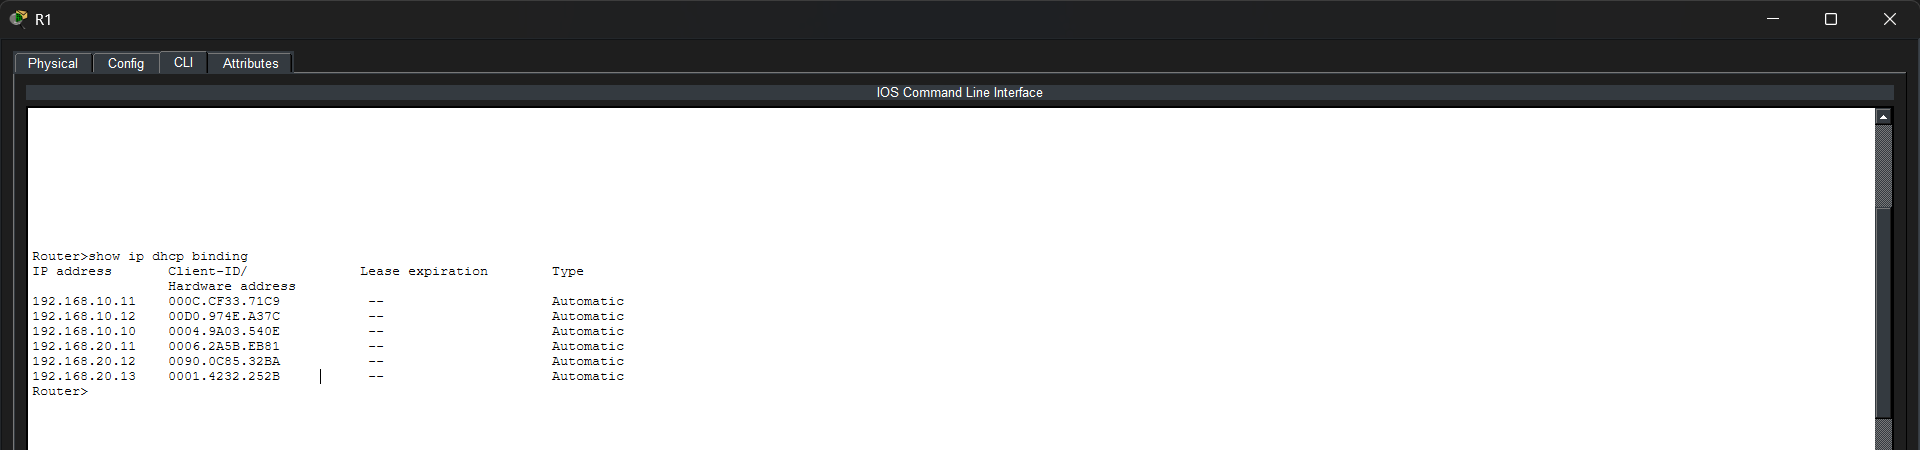 R1
Physical Config CLI Attributes
IOS Command Line Interface
Router>show ip dhcp binding
IP address       Client-ID/              Lease expiration        Type
                 Hardware address
192.168.10.11    000C.CF33.71C9           --                     Automatic
192.168.10.12    00D0.974E.A37C           --                     Automatic
192.168.10.10    0004.9A03.540E           --                     Automatic
192.168.20.11    0006.2A5B.EB81           --                     Automatic
192.168.20.12    0090.0C85.32BA           --                     Automatic
192.168.20.13    0001.4232.252B           --                     Automatic
Router>